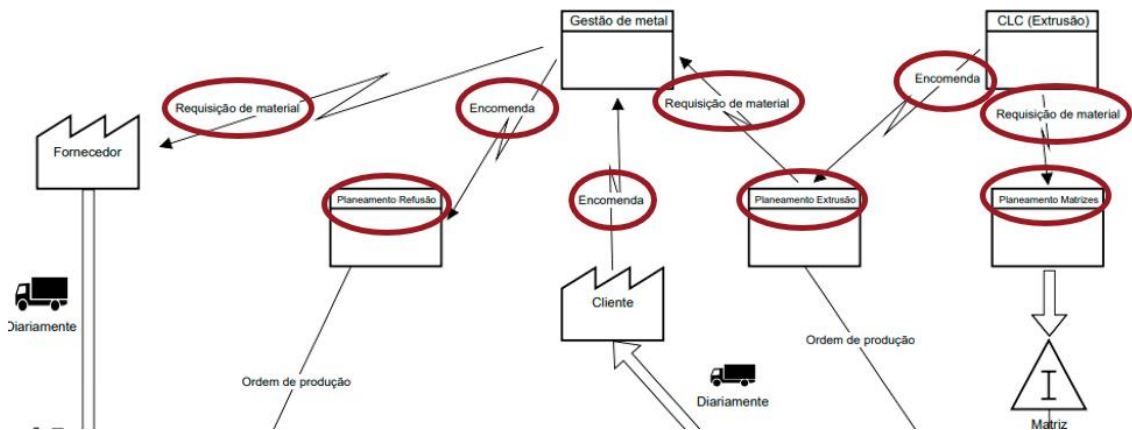 Gestão de metal
CLC (Extrusão)
Encomenda
Requisição de material
Encomenda
Requisição de material
Requisição de material
Fornecedor
Planeamento Refusão
Encomenda
Planeamento Extrusão
Planeamento Matrizes
Diariamente
Cliente
Ordem de produção
Ordem de produção
Diariamente
I
Matriz